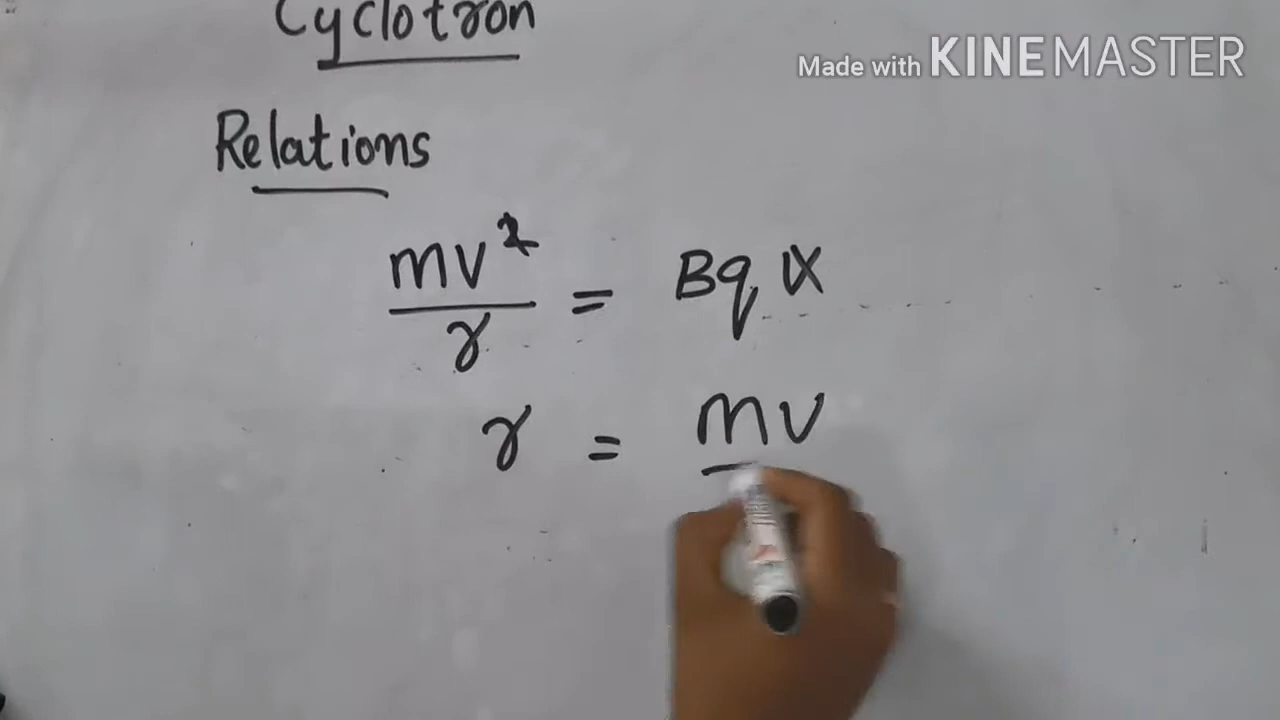 Cyclotron
Made with KINEMASTER
Relations
mv²/r = Bqv
r = mv